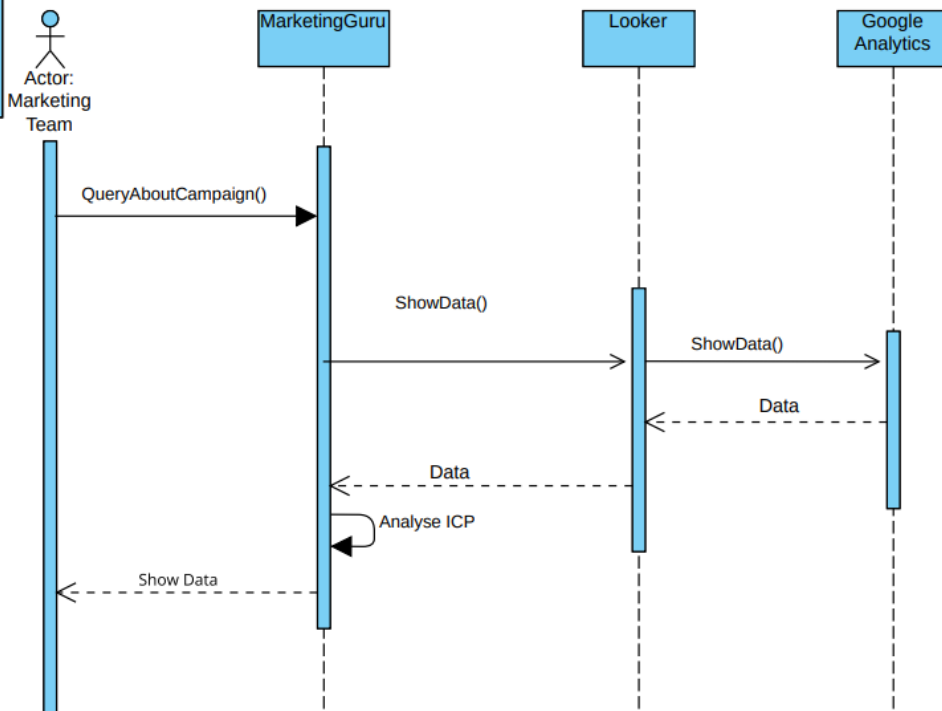 MarketingGuru
Looker
Google
Analytics
Actor:
Marketing
Team
QueryAboutCampaign()
ShowData()
ShowData()
Data
Data
Analyse ICP
Show Data